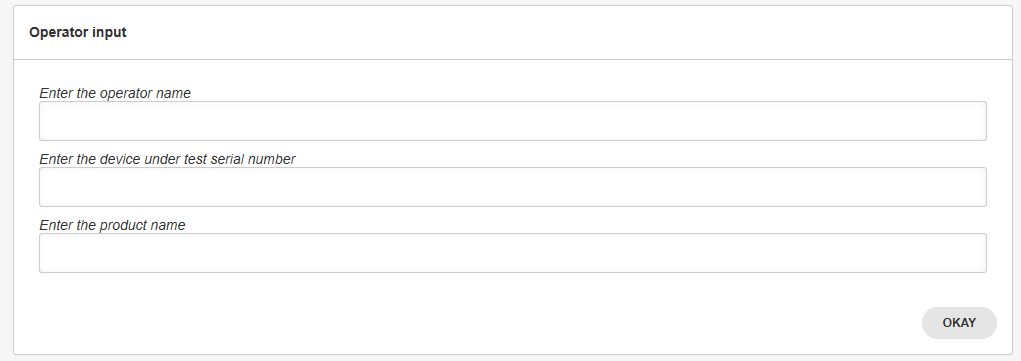 Operator input
Enter the operator name
Enter the device under test serial number
Enter the product name
OKAY